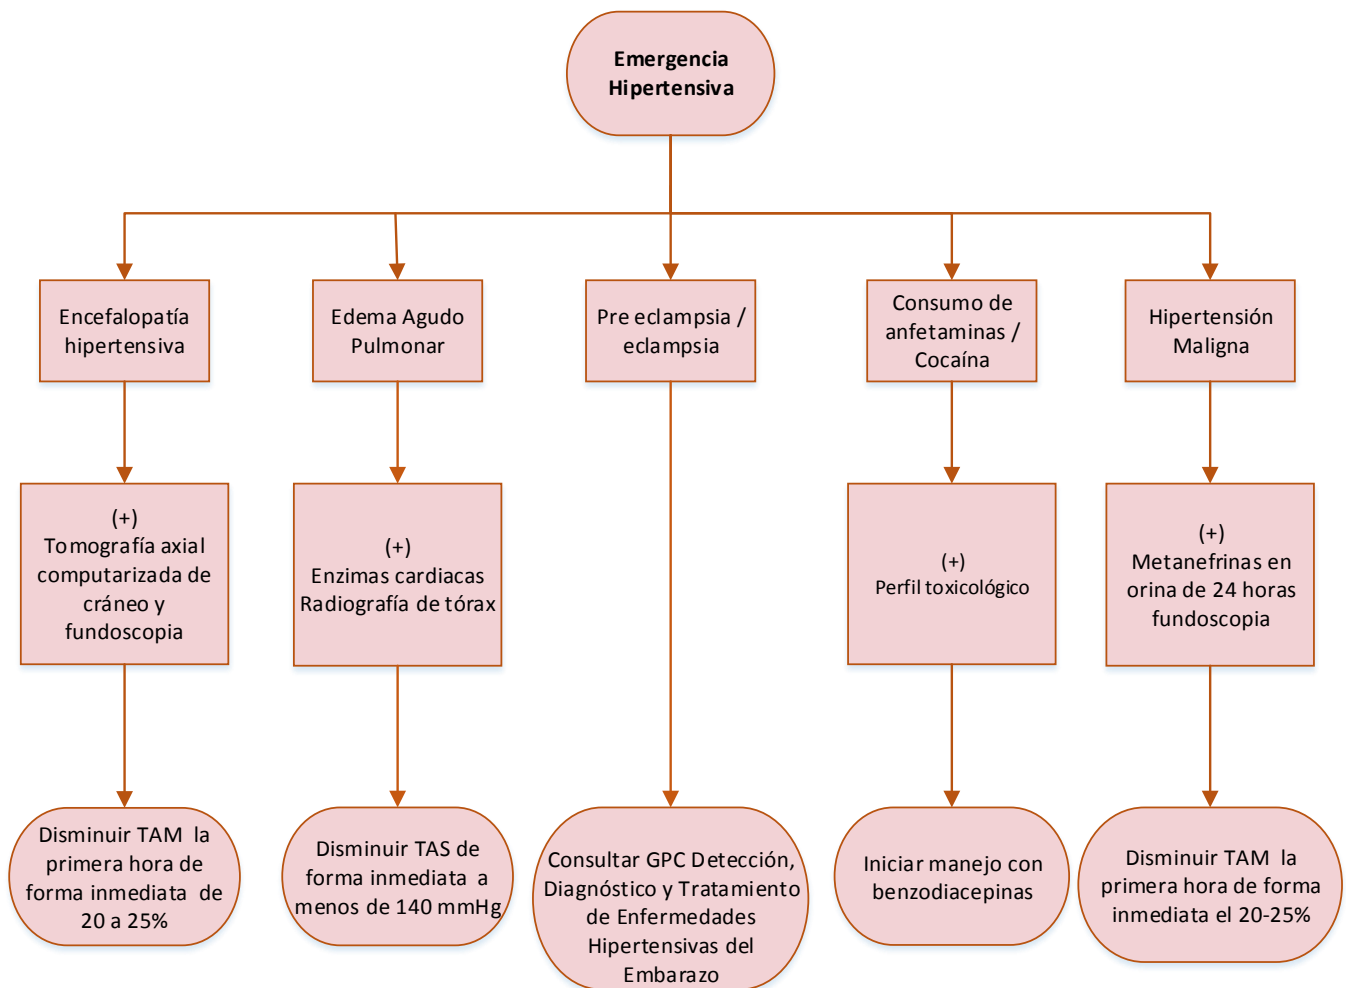 Emergencia
Hipertensiva
Encefalopatía
hipertensiva
Edema Agudo
Pulmonar
Pre eclampsia /
eclampsia
Consumo de
anfetaminas /
Cocaína
Hipertensión
Maligna
(+)
Tomografía axial
computarizada de
cráneo y
fundoscopia
(+)
Enzimas cardiacas
Radiografía de tórax
(+)
Perfil toxicológico
(+)
Metanefrinas en
orina de 24 horas
fundoscopia
Disminuir TAM la
primera hora de
forma inmediata de
20 a 25%
Disminuir TAS de
forma inmediata a
menos de 140 mmHg
Consultar GPC Detección,
Diagnóstico y Tratamiento
de Enfermedades
Hipertensivas del
Embarazo
Iniciar manejo con
benzodiacepinas
Disminuir TAM la
primera hora de forma
inmediata el 20-25%